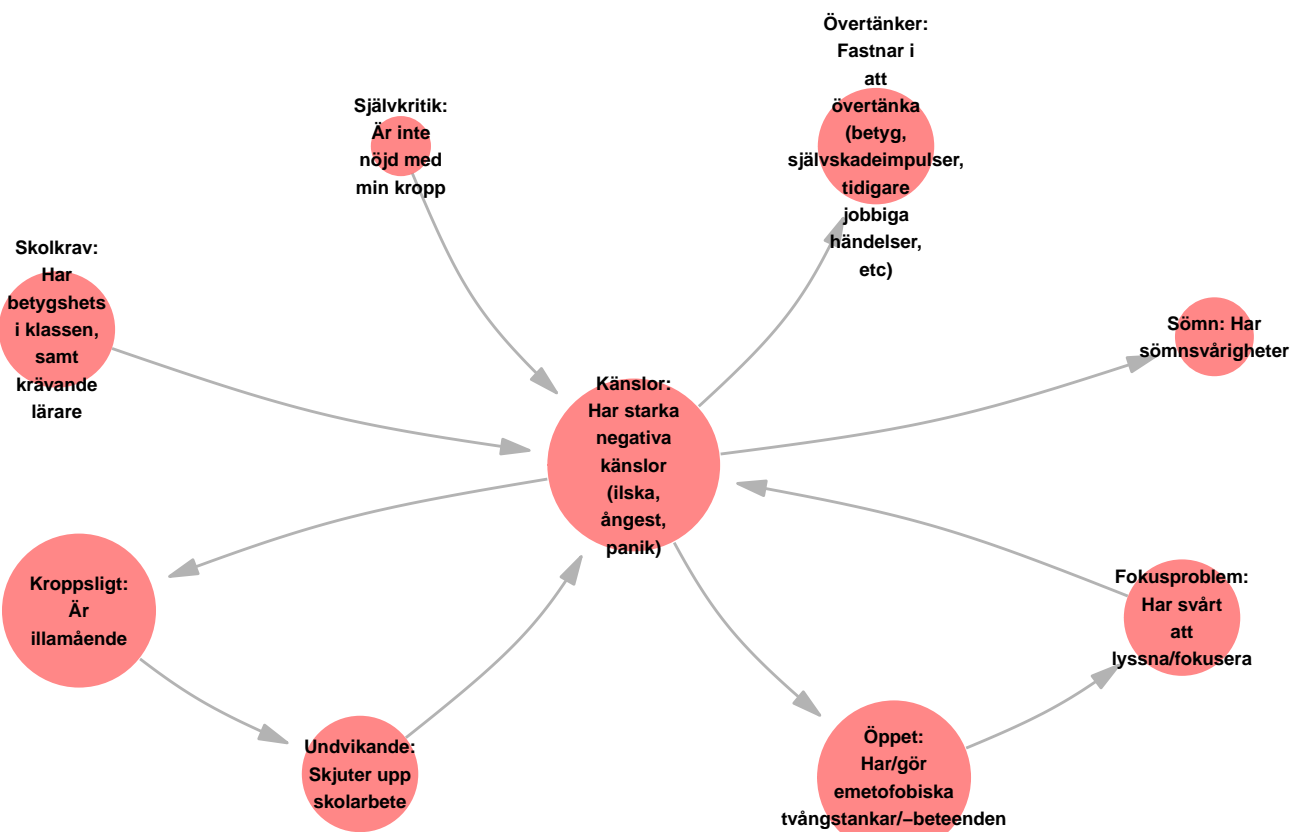 Övertänker:
Fastnar i
att
övertänka
(betyg,
självskadeimpulser,
tidigare
jobbiga
händelser,
etc)
Självkritik:
Är inte
nöjd med
min kropp
Skolkrav:
Har
betygshets
i klassen,
samt
krävande
lärare
Sömn: Har
sömnsvårigheter
Känslor:
Har starka
negativa
känslor
(ilska,
ångest,
panik)
Kroppsligt:
Är
illamående
Fokusproblem:
Har svårt
att
lyssna/fokusera
Undvikande:
Skjuter upp
skolarbete
Öppet:
Har/gör
emetofobiska
tvångstankar/–beteenden